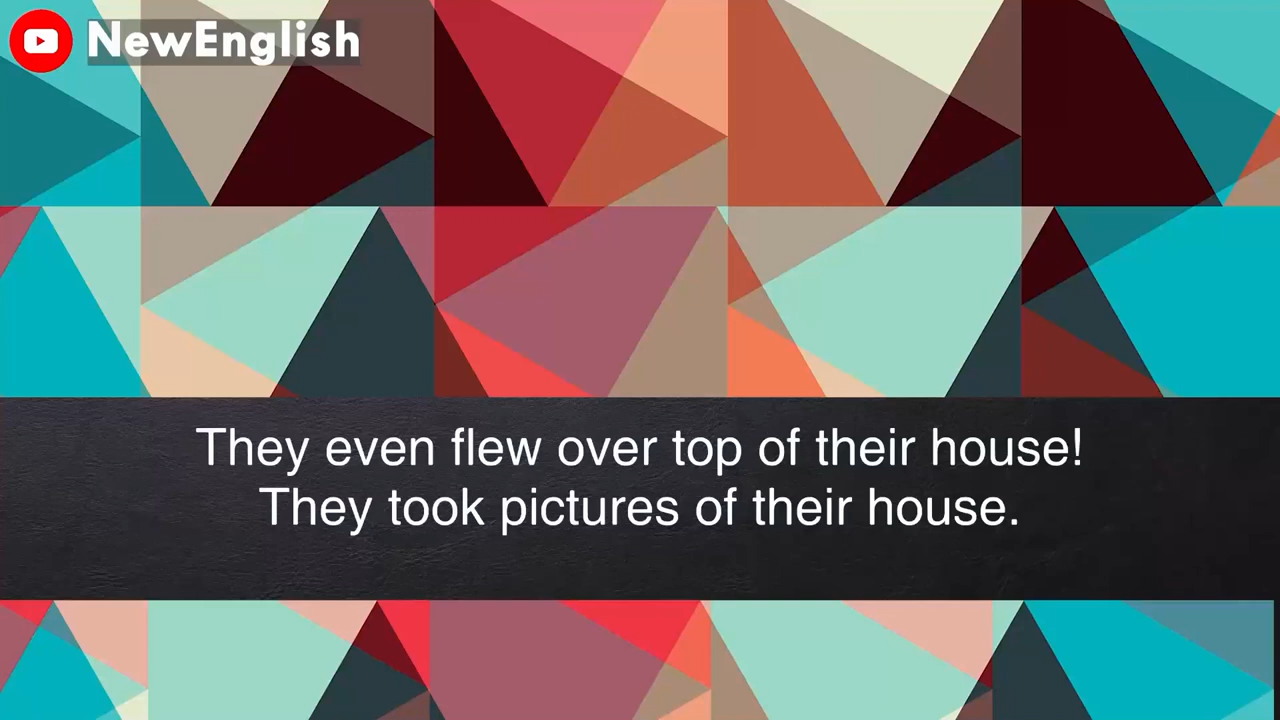 NewEnglish
They even flew over top of their house!
They took pictures of their house.